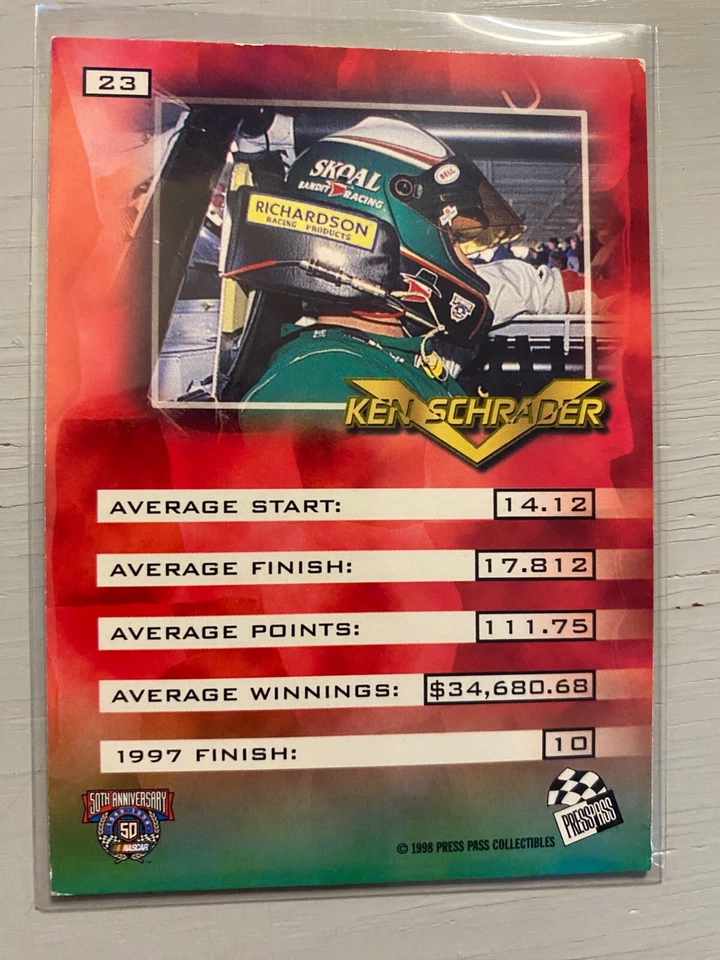 23
SKOAL
BANDIT RACING
BELL
RICHARDSON
RACING PRODUCTS
KEN SCHRADER
AVERAGE START: 14.12
AVERAGE FINISH: 17.812
AVERAGE POINTS: 111.75
AVERAGE WINNINGS: $34,680.68
1997 FINISH: 10
50TH ANNIVERSARY
50
NASCAR
PRESS PASS
© 1998 PRESS PASS COLLECTIBLES